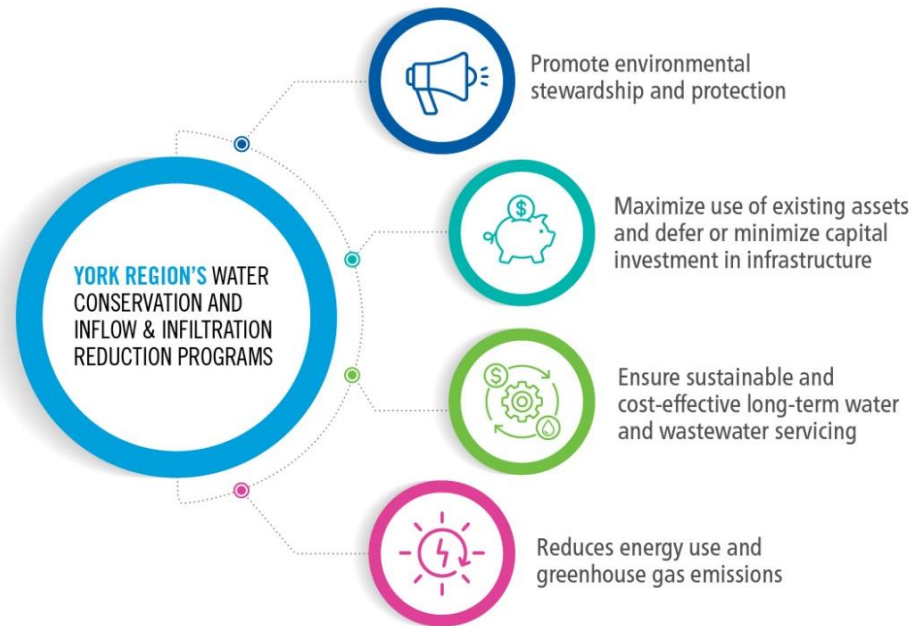 YORK REGION'S WATER
CONSERVATION AND
INFLOW & INFILTRATION
REDUCTION PROGRAMS
Promote environmental
stewardship and protection
$
Maximize use of existing assets
and defer or minimize capital
investment in infrastructure
$
Ensure sustainable and
cost-effective long-term water
and wastewater servicing
Reduces energy use and
greenhouse gas emissions